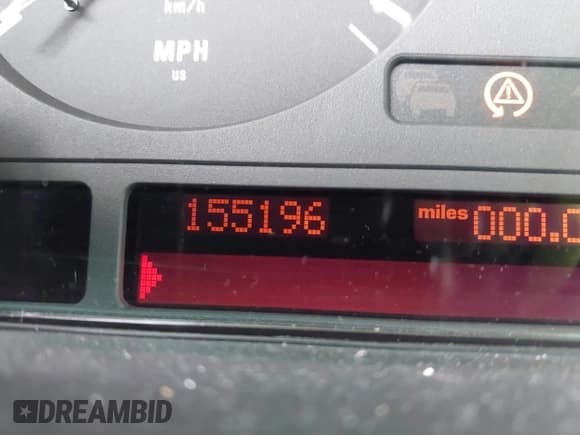 km/h
MPH
us
155196
miles 000.0
DREAMBID